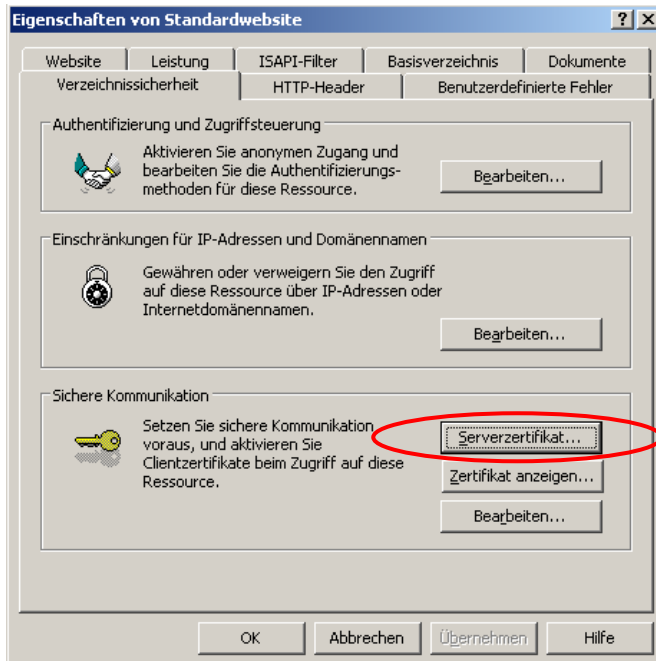 Eigenschaften von Standardwebsite
Website Leistung ISAPI-Filter Basisverzeichnis Dokumente
Verzeichnissicherheit HTTP-Header Benutzerdefinierte Fehler
Authentifizierung und Zugriffsteuerung
Aktivieren Sie anonymen Zugang und
bearbeiten Sie die Authentifizierungs-
methoden für diese Ressource.
Bearbeiten...
Einschränkungen für IP-Adressen und Domänennamen
Gewähren oder verweigern Sie den Zugriff
auf diese Ressource über IP-Adressen oder
Internetdomänennamen.
Bearbeiten...
Sichere Kommunikation
Setzen Sie sichere Kommunikation
voraus, und aktivieren Sie
Clientzertifikate beim Zugriff auf diese
Ressource.
Serverzertifikat...
Zertifikat anzeigen...
Bearbeiten...
OK Abbrechen Übernehmen Hilfe